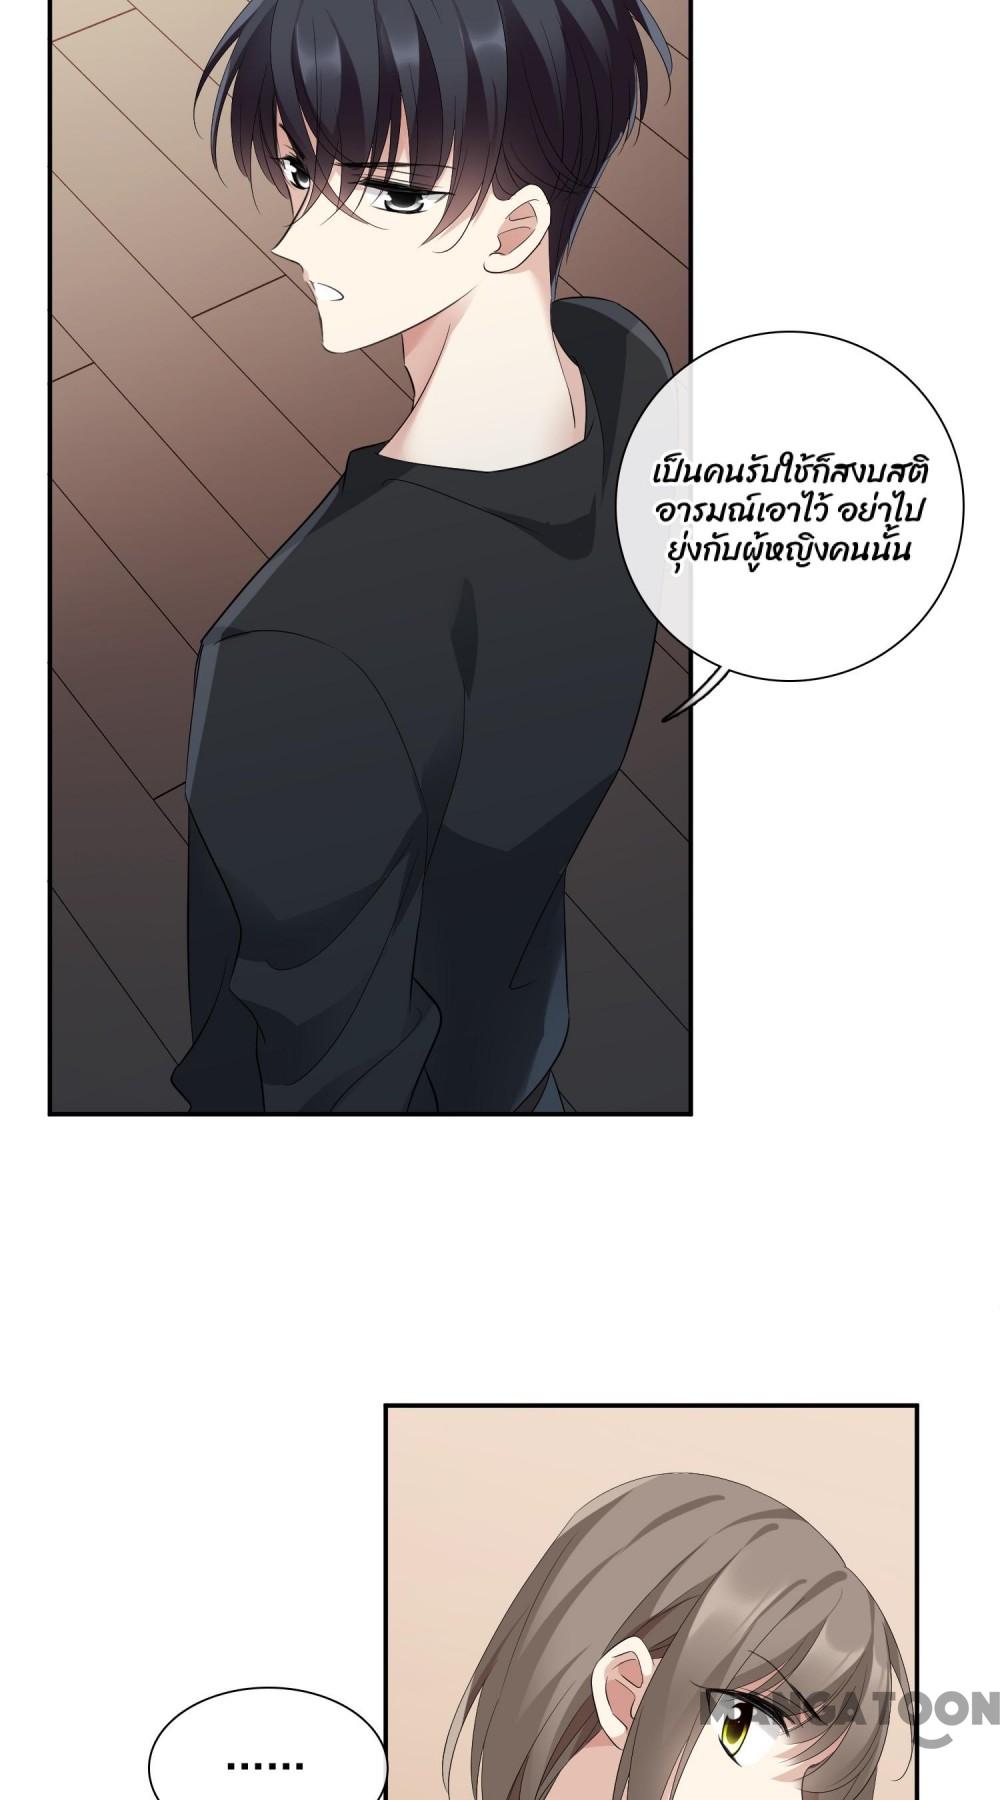 เป็นคนรับใช้ก็สงบสติ
อารมณ์เอาไว้ อย่าไป
ยุ่งกับผู้หญิงคนนั้น
MANGATOON
......